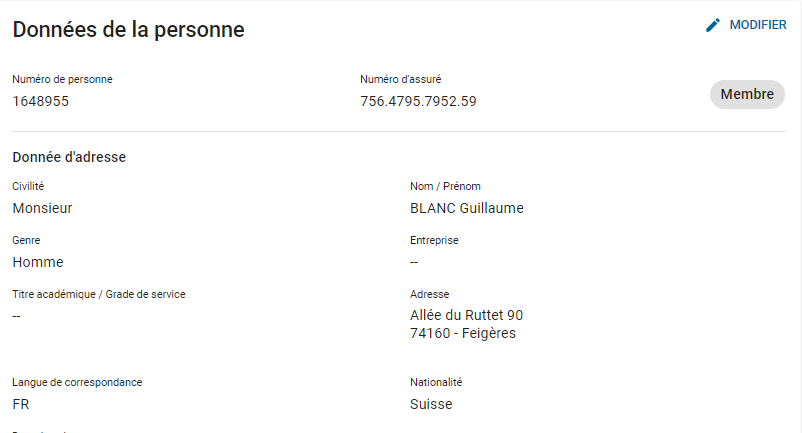 Données de la personne
MODIFIER
Numéro de personne
Numéro d'assuré
1648955
756.4795.7952.59
Membre
Donnée d'adresse
Civilité
Nom / Prénom
Monsieur
BLANC Guillaume
Genre
Entreprise
Homme
--
Titre académique / Grade de service
Adresse
--
Allée du Ruttet 90
74160 - Feigères
Langue de correspondance
Nationalité
FR
Suisse